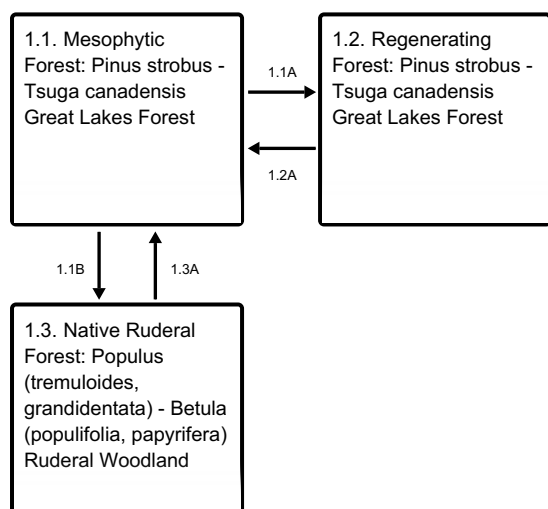 1.1. Mesophytic
Forest: Pinus strobus -
Tsuga canadensis
Great Lakes Forest
1.1A
1.2. Regenerating
Forest: Pinus strobus -
Tsuga canadensis
Great Lakes Forest
1.2A
1.1B
1.3A
1.3. Native Ruderal
Forest: Populus
(tremuloides,
grandidentata) - Betula
(populifolia, papyrifera)
Ruderal Woodland